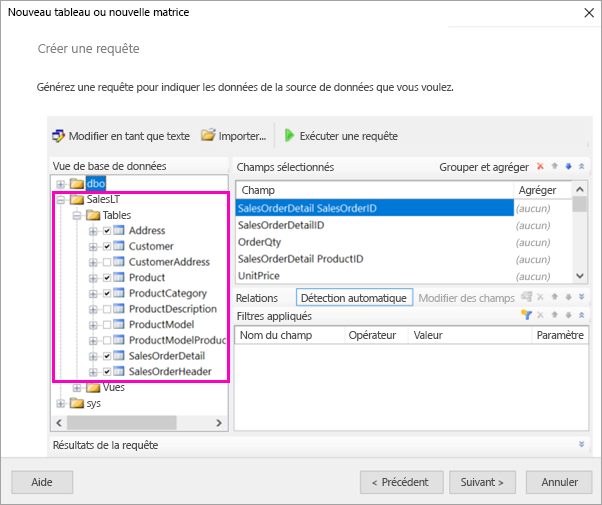 Nouveau tableau ou nouvelle matrice
Créer une requête
Générez une requête pour indiquer les données de la source de données que vous voulez.
Modifier en tant que texte Importer... Exécuter une requête
Vue de base de données
dbo
SalesLT
Tables
Address
Customer
CustomerAddress
Product
ProductCategory
ProductDescription
ProductModel
ProductModelProduc
SalesOrderDetail
SalesOrderHeader
Vues
sys
Champs sélectionnés Grouper et agréger
Champ Agréger
SalesOrderDetail SalesOrderID (aucun)
SalesOrderDetailID (aucun)
OrderQty (aucun)
SalesOrderDetail ProductID (aucun)
UnitPrice (aucun)
Relations Détection automatique Modifier des champs
Filtres appliqués
Nom du champ Opérateur Valeur Paramètre
Résultats de la requête
Aide < Précédent Suivant > Annuler